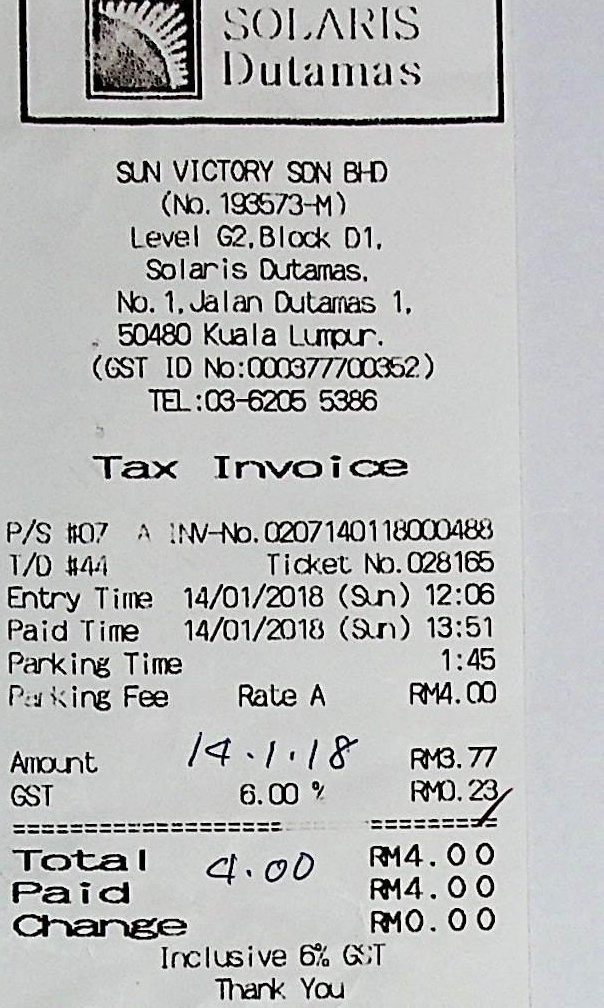 SOLARIS
Dutamas
SUN VICTORY SDN BHD
(No. 193573-M)
Level G2,Block D1,
Solaris Dutamas,
No. 1, Jalan Dutamas 1,
50480 Kuala Lumpur.
(GST ID No:000377700352)
TEL:03-6205 5386
Tax Invoice
P/S #07 A INV-No. 0207140118000488
T/D #44 Ticket No. 028165
Entry Time 14/01/2018 (Sun) 12:06
Paid Time 14/01/2018 (Sun) 13:51
Parking Time 1:45
Parking Fee Rate A RM4.00
14.1.18
Amount RM3.77
GST 6.00 % RM0.23
Total 4.00 RM4.00
Paid RM4.00
Change RM0.00
Inclusive 6% GST
Thank You